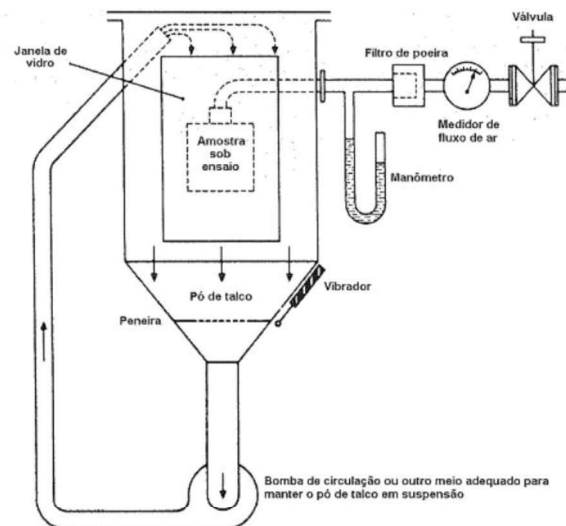 Janela de
vidro
Amostra
sob
ensaio
Filtro de poeira
Válvula
Medidor de
fluxo de ar
Manômetro
Pó de talco
Vibrador
Peneira
Bomba de circulação ou outro meio adequado para
manter o pó de talco em suspensão